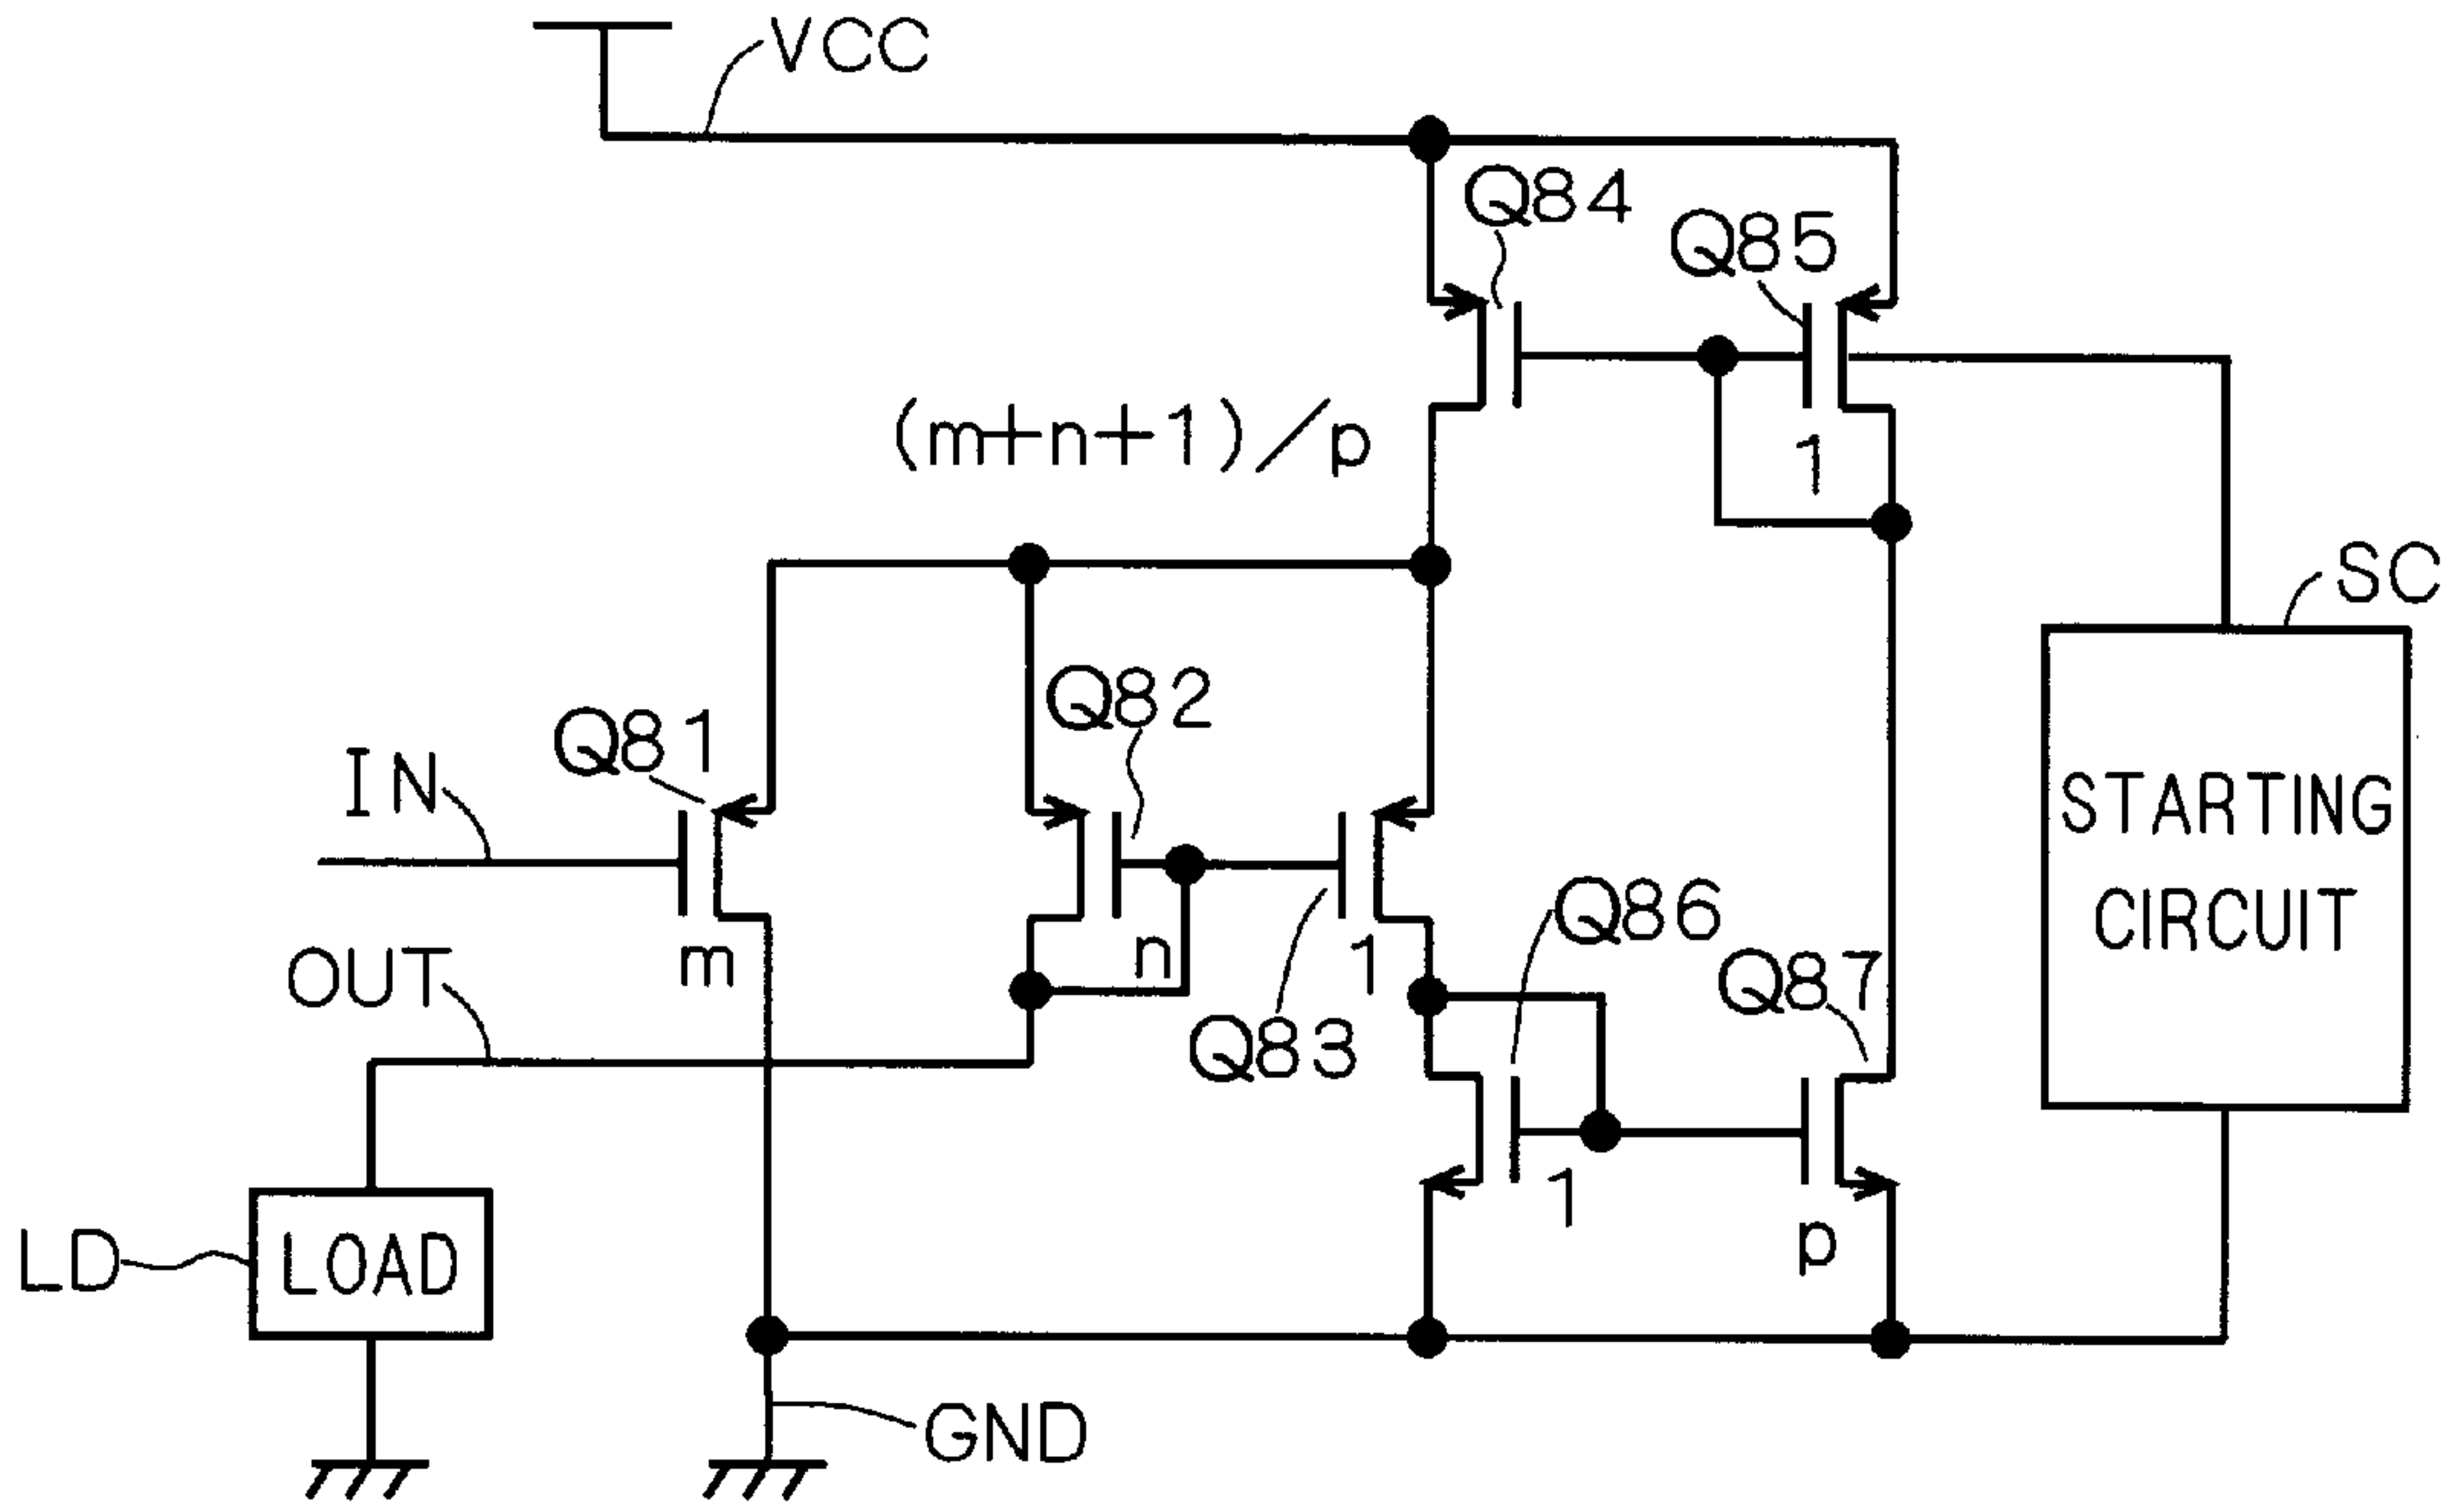 VCC
Q84
Q85
(m+n+1)/p
1
SC
Q82
Q81
IN
STARTING
CIRCUIT
Q86
OUT
m
n
1
Q87
Q83
1
p
LD
LOAD
GND